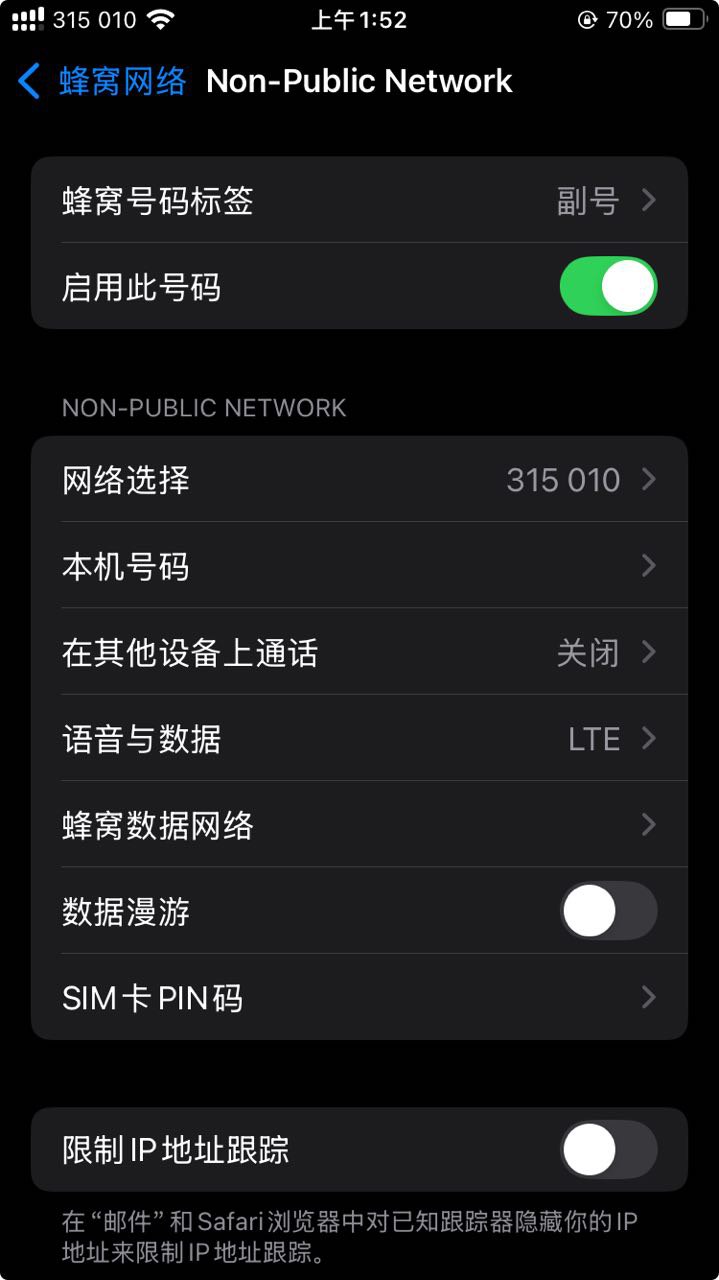 315 010 上午1:52 70%
蜂窝网络 Non-Public Network
蜂窝号码标签 副号
启用此号码
NON-PUBLIC NETWORK
网络选择 315 010
本机号码
在其他设备上通话 关闭
语音与数据 LTE
蜂窝数据网络
数据漫游
SIM卡PIN码
限制IP地址跟踪
在“邮件”和Safari浏览器中对已知跟踪器隐藏你的IP
地址来限制IP地址跟踪。